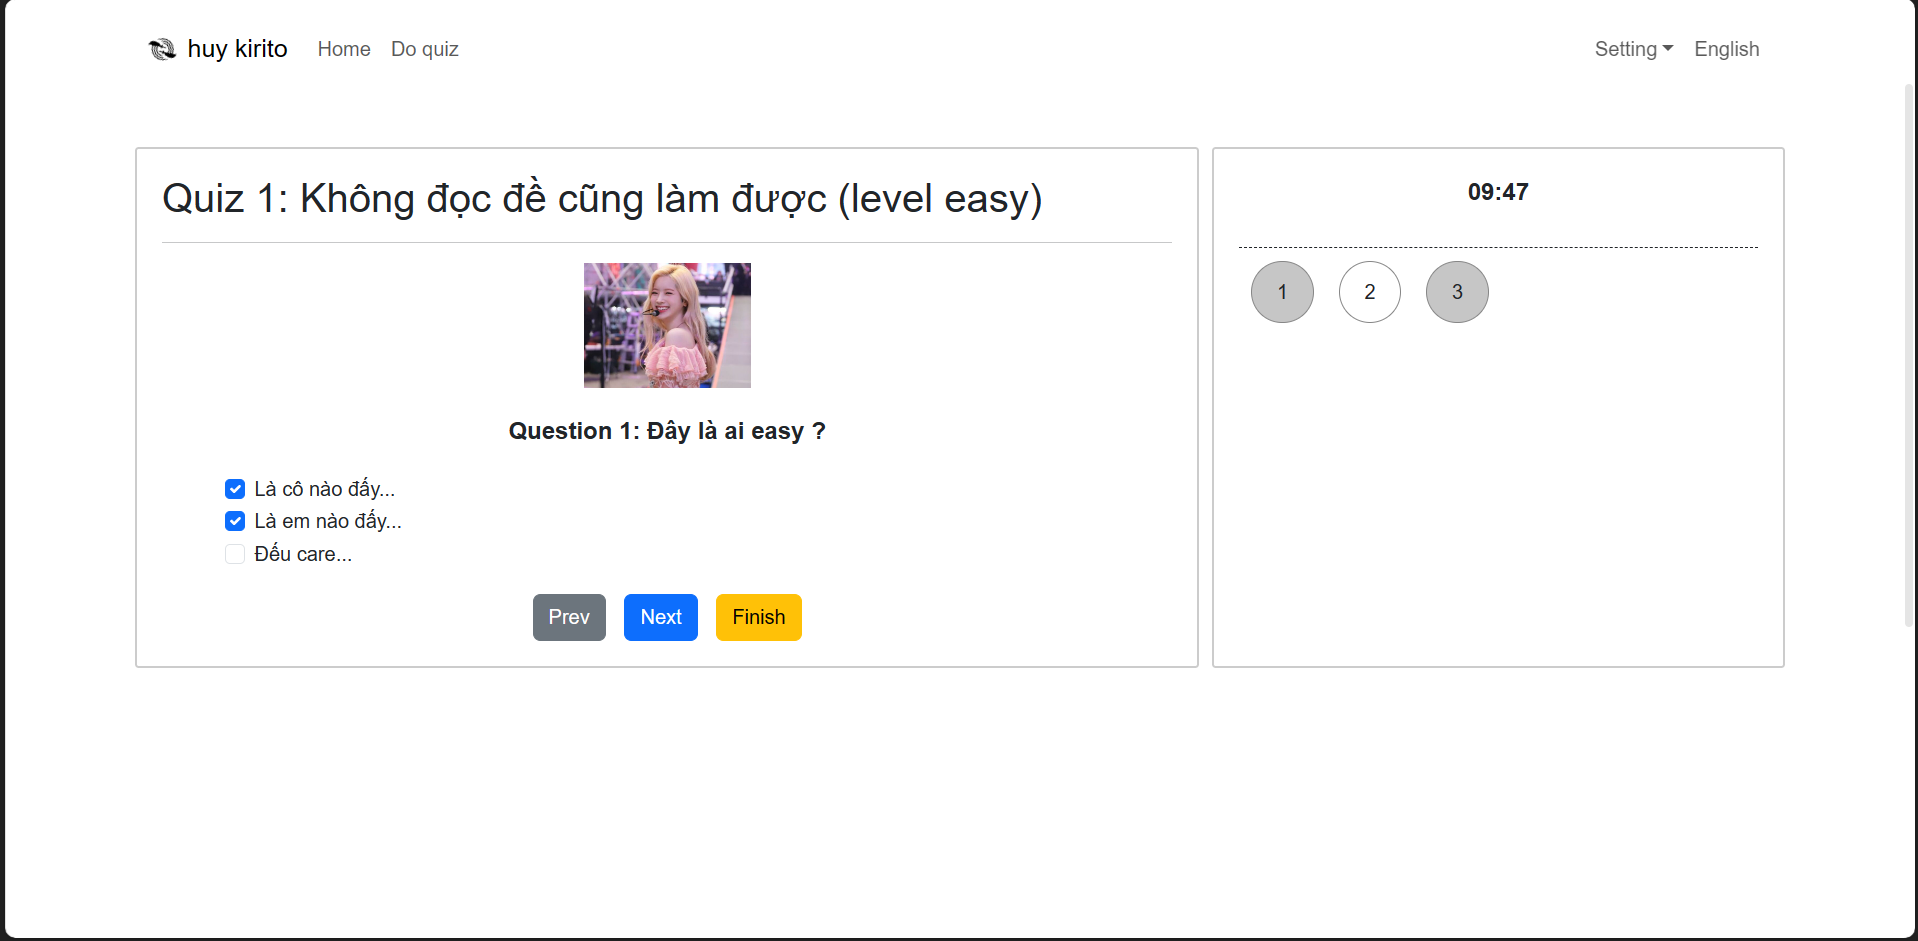 huy kirito Home Do quiz Setting English
Quiz 1: Không đọc đề cũng làm được (level easy)
Question 1: Đây là ai easy ?
Là cô nào đấy...
Là em nào đấy...
Đếu care...
Prev Next Finish
09:47
1 2 3